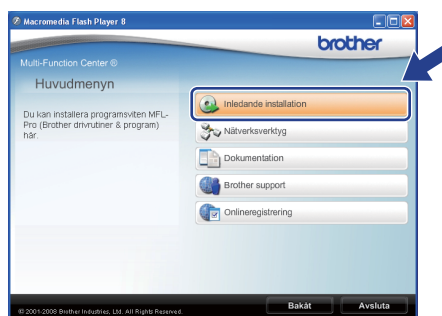 Macromedia Flash Player 8
brother
Multi-Function Center ®
Huvudmenyn
Du kan installera programsviten MFL-
Pro (Brother drivrutiner & program)
här.
Inledande installation
Nätverksverktyg
Dokumentation
Brother support
Onlineregistrering
© 2001-2008 Brother Industries, Ltd. All Rights Reserved.
Bakåt
Avsluta